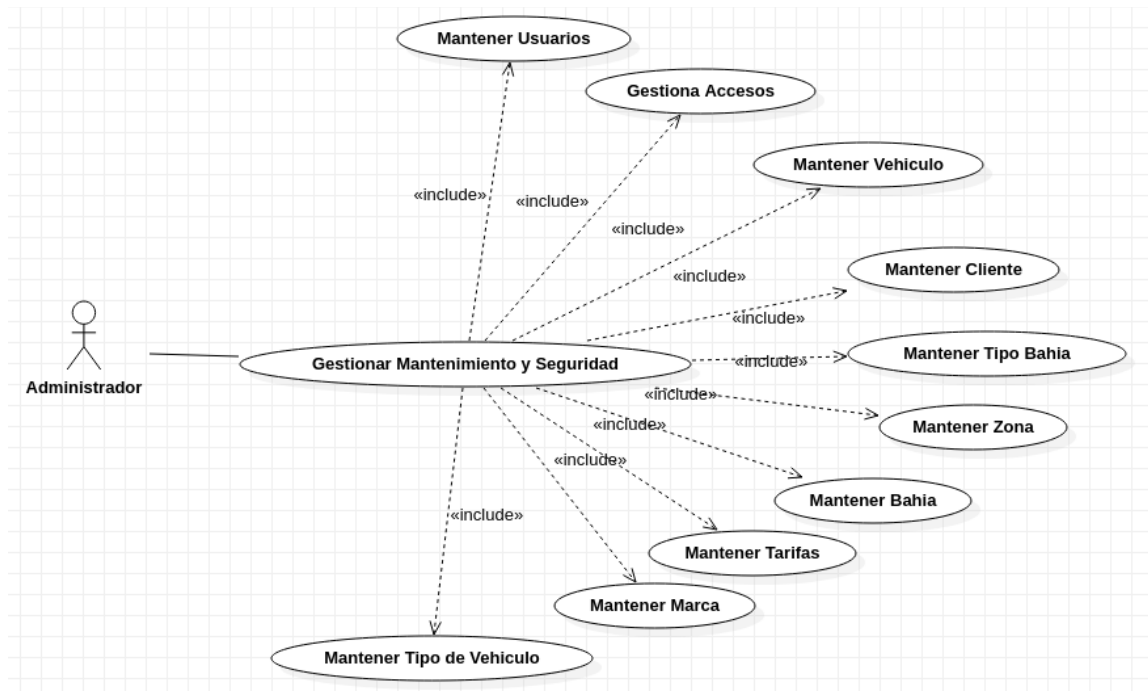 Mantener Usuarios
Gestiona Accesos
Mantener Vehiculo
«include»
«include»
«include»
Mantener Cliente
«include»
«include»
Administrador
Gestionar Mantenimiento y Seguridad
«include»
Mantener Tipo Bahia
«include»
Mantener Zona
«include»
«include»
Mantener Bahia
«include»
Mantener Tarifas
Mantener Marca
Mantener Tipo de Vehiculo